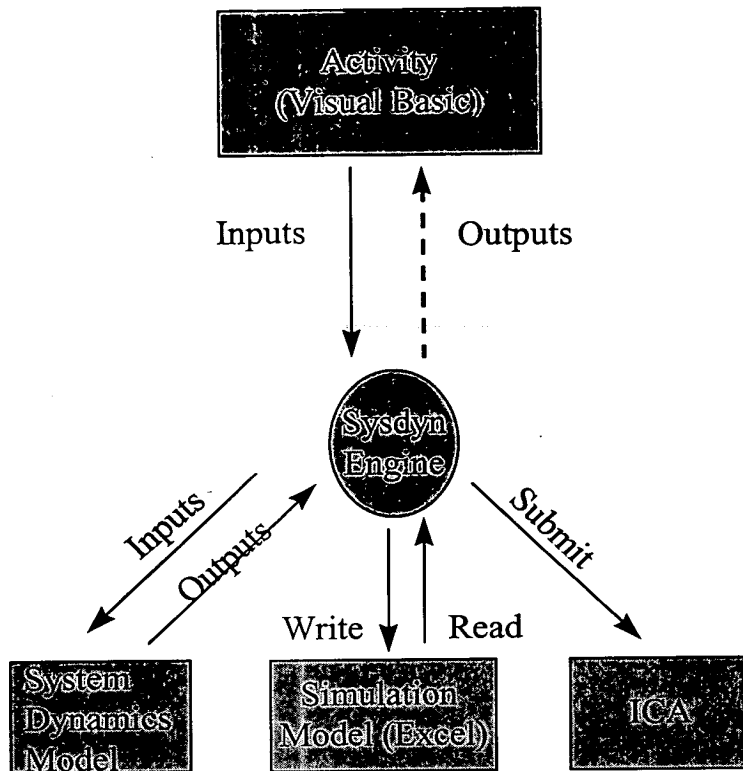 Activity
(Visual Basic)
Inputs
Outputs
Sysdyn
Engine
Inputs
Outputs
Submit
Write
Read
System
Dynamics
Model
Simulation
Model (Excel)
ICA